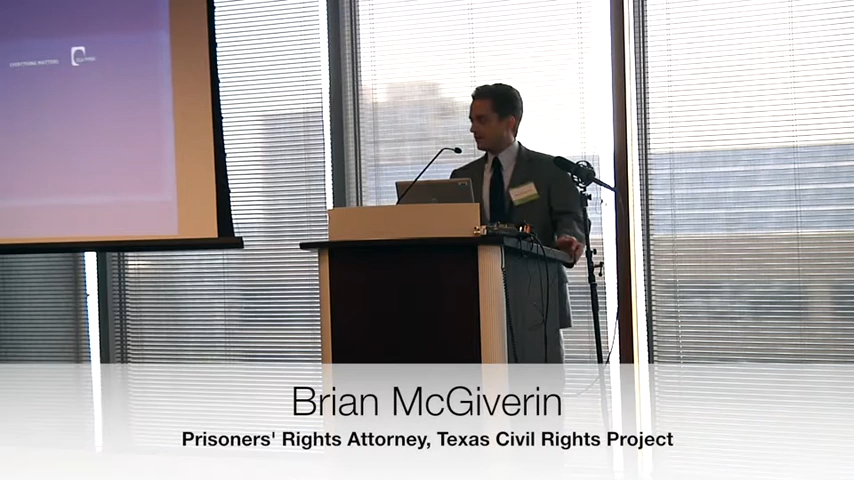 Brian McGiverin
Prisoners' Rights Attorney, Texas Civil Rights Project